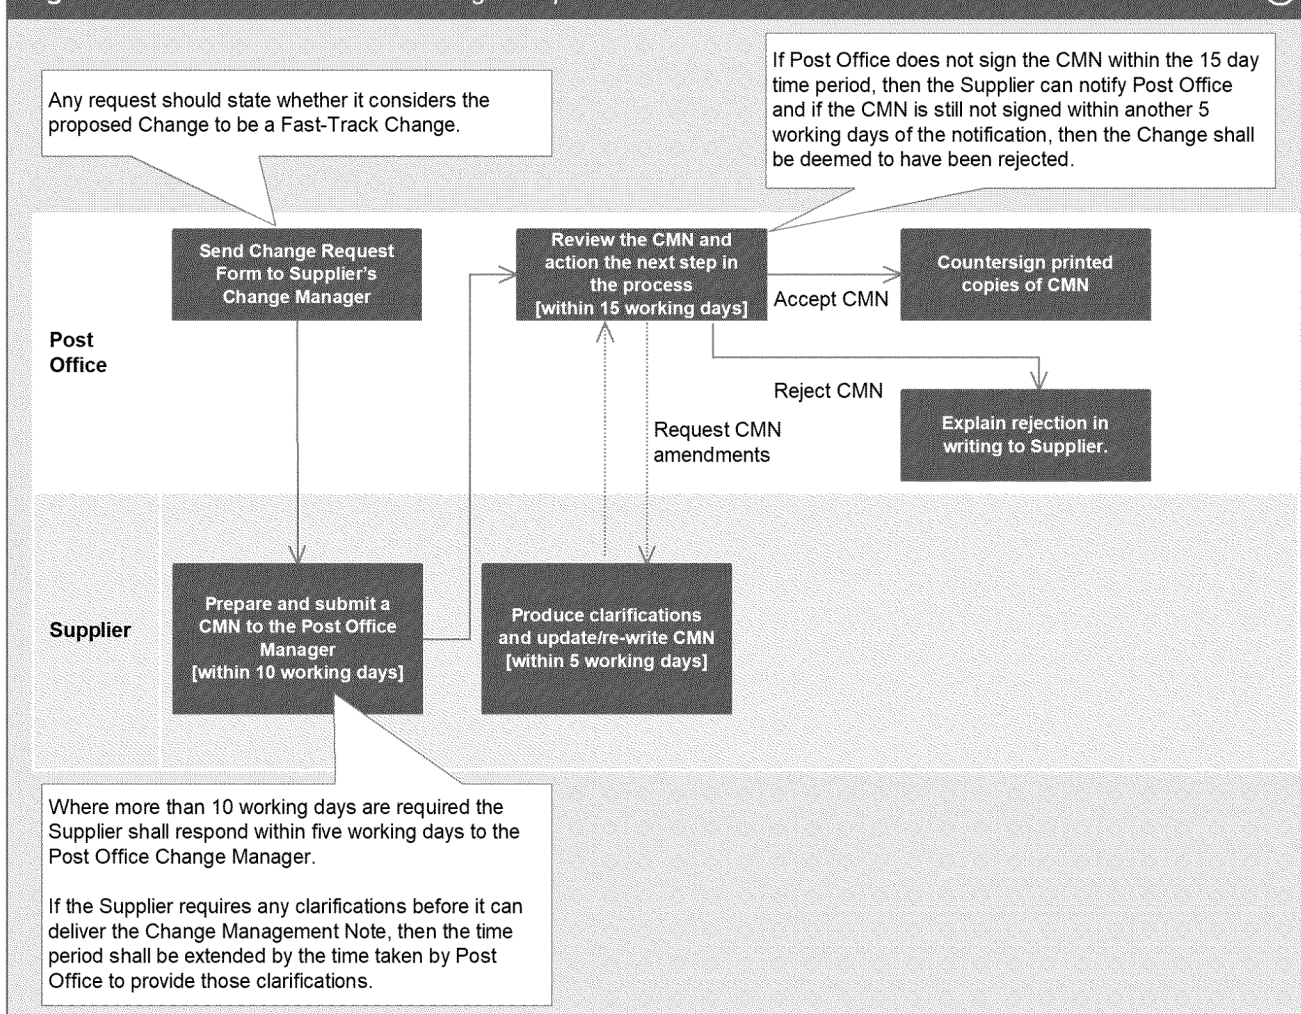 Any request should state whether it considers the
proposed Change to be a Fast-Track Change.
If Post Office does not sign the CMN within the 15 day
time period, then the Supplier can notify Post Office
and if the CMN is still not signed within another 5
working days of the notification, then the Change shall
be deemed to have been rejected.
Send Change Request
Form to Supplier's
Change Manager
Review the CMN and
action the next step in
the process
[within 15 working days]
Accept CMN
Countersign printed
copies of CMN
Post
Office
Reject CMN
Explain rejection in
writing to Supplier.
Request CMN
amendments
Supplier
Prepare and submit a
CMN to the Post Office
Manager
[within 10 working days]
Produce clarifications
and update/re-write CMN
[within 5 working days]
Where more than 10 working days are required the
Supplier shall respond within five working days to the
Post Office Change Manager.
If the Supplier requires any clarifications before it can
deliver the Change Management Note, then the time
period shall be extended by the time taken by Post
Office to provide those clarifications.